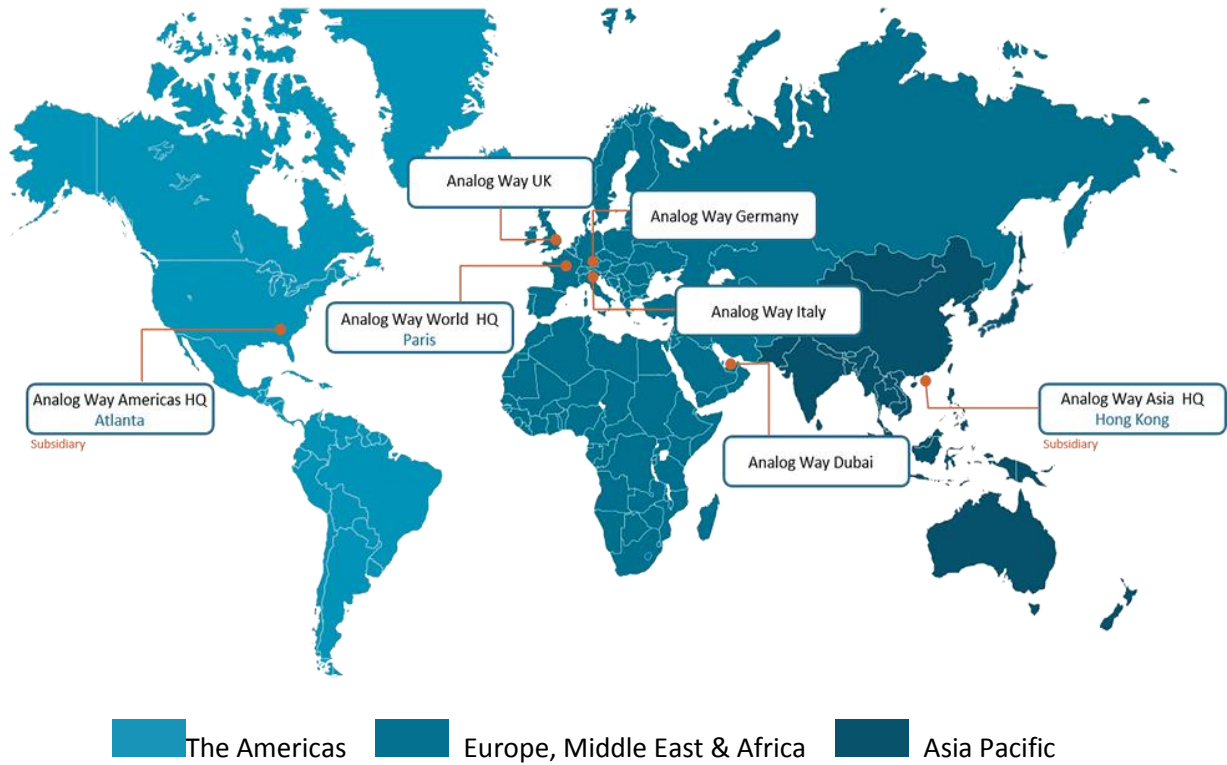 Analog Way UK
Analog Way Germany
Analog Way World  HQ
Paris
Analog Way Italy
Analog Way Americas HQ
Atlanta
Subsidiary
Analog Way Asia  HQ
Hong Kong
Subsidiary
Analog Way Dubai
The Americas
Europe, Middle East & Africa
Asia Pacific